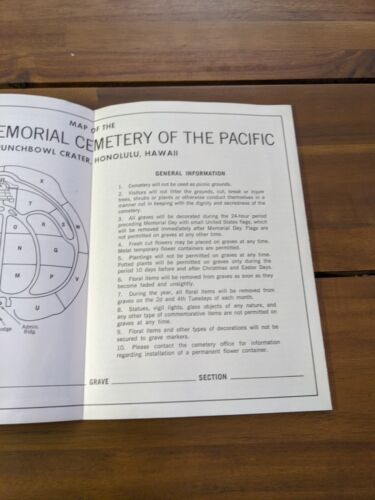 MAP OF THE
EMORIAL CEMETERY OF THE PACIFIC
PUNCHBOWL CRATER, HONOLULU, HAWAII
GENERAL INFORMATION
1. Cemetery will not be used as picnic grounds.
2. Visitors will not litter the grounds, cut, break or injure
trees, shrubs or plants or otherwise conduct themselves in a
manner not in keeping with the dignity and sacredness of the
cemetery.
3. All graves will be decorated during the 24-hour period
preceding Memorial Day with small United States flags, which
will be removed immediately after Memorial Day. Flags are
not permitted on graves at any other time.
4. Fresh cut flowers may be placed on graves at any time.
Metal temporary flower containers are permitted.
5. Plantings will not be permitted on graves at any time.
Potted plants will be permitted on graves only during the
period 10 days before and after Christmas and Easter Days.
6. Floral items will be removed from graves as soon as they
become faded and unsightly.
7. During the year, all floral items will be removed from
graves on the 2d and 4th Tuesdays of each month.
8. Statues, vigil lights, glass objects of any nature, and
any other type of commemorative items are not permitted on
graves at any time.
9. Floral items and other types of decorations will not be
secured to grave markers.
10. Please contact the cemetery office for information
regarding installation of a permanent flower container.
X
W
N
G
O
M
P
V
U
Admin.
Bldg.
GRAVE SECTION